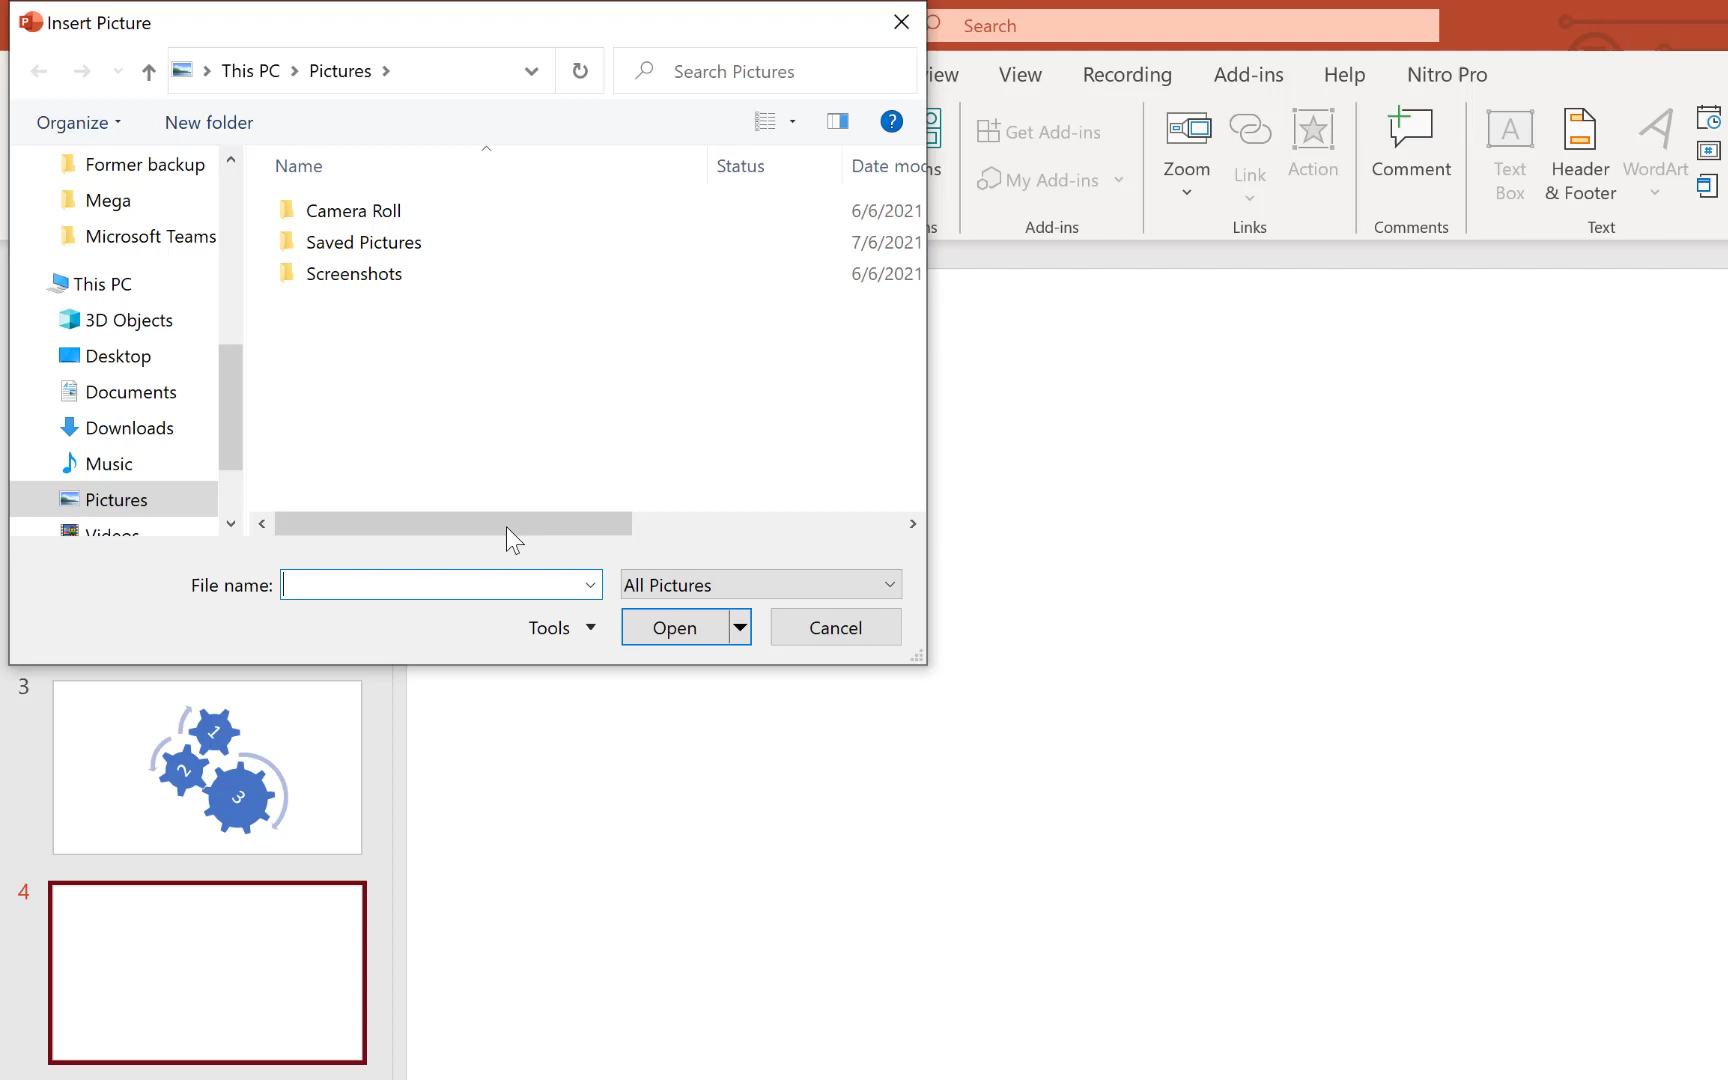 Insert Picture
Search
This PC
Pictures
Search Pictures
View
Recording
Add-ins
Help
Nitro Pro
Organize
New folder
Former backup
Mega
Microsoft Teams
This PC
3D Objects
Desktop
Documents
Downloads
Music
Pictures
Videos
Name
Status
Date mod
Camera Roll
6/6/2021
Saved Pictures
7/6/2021
Screenshots
6/6/2021
Get Add-ins
My Add-ins
Add-ins
Zoom
Link
Action
Links
Comment
Comments
Text
Box
Header
& Footer
WordArt
Text
File name:
All Pictures
Tools
Open
Cancel
3
1
2
3
4